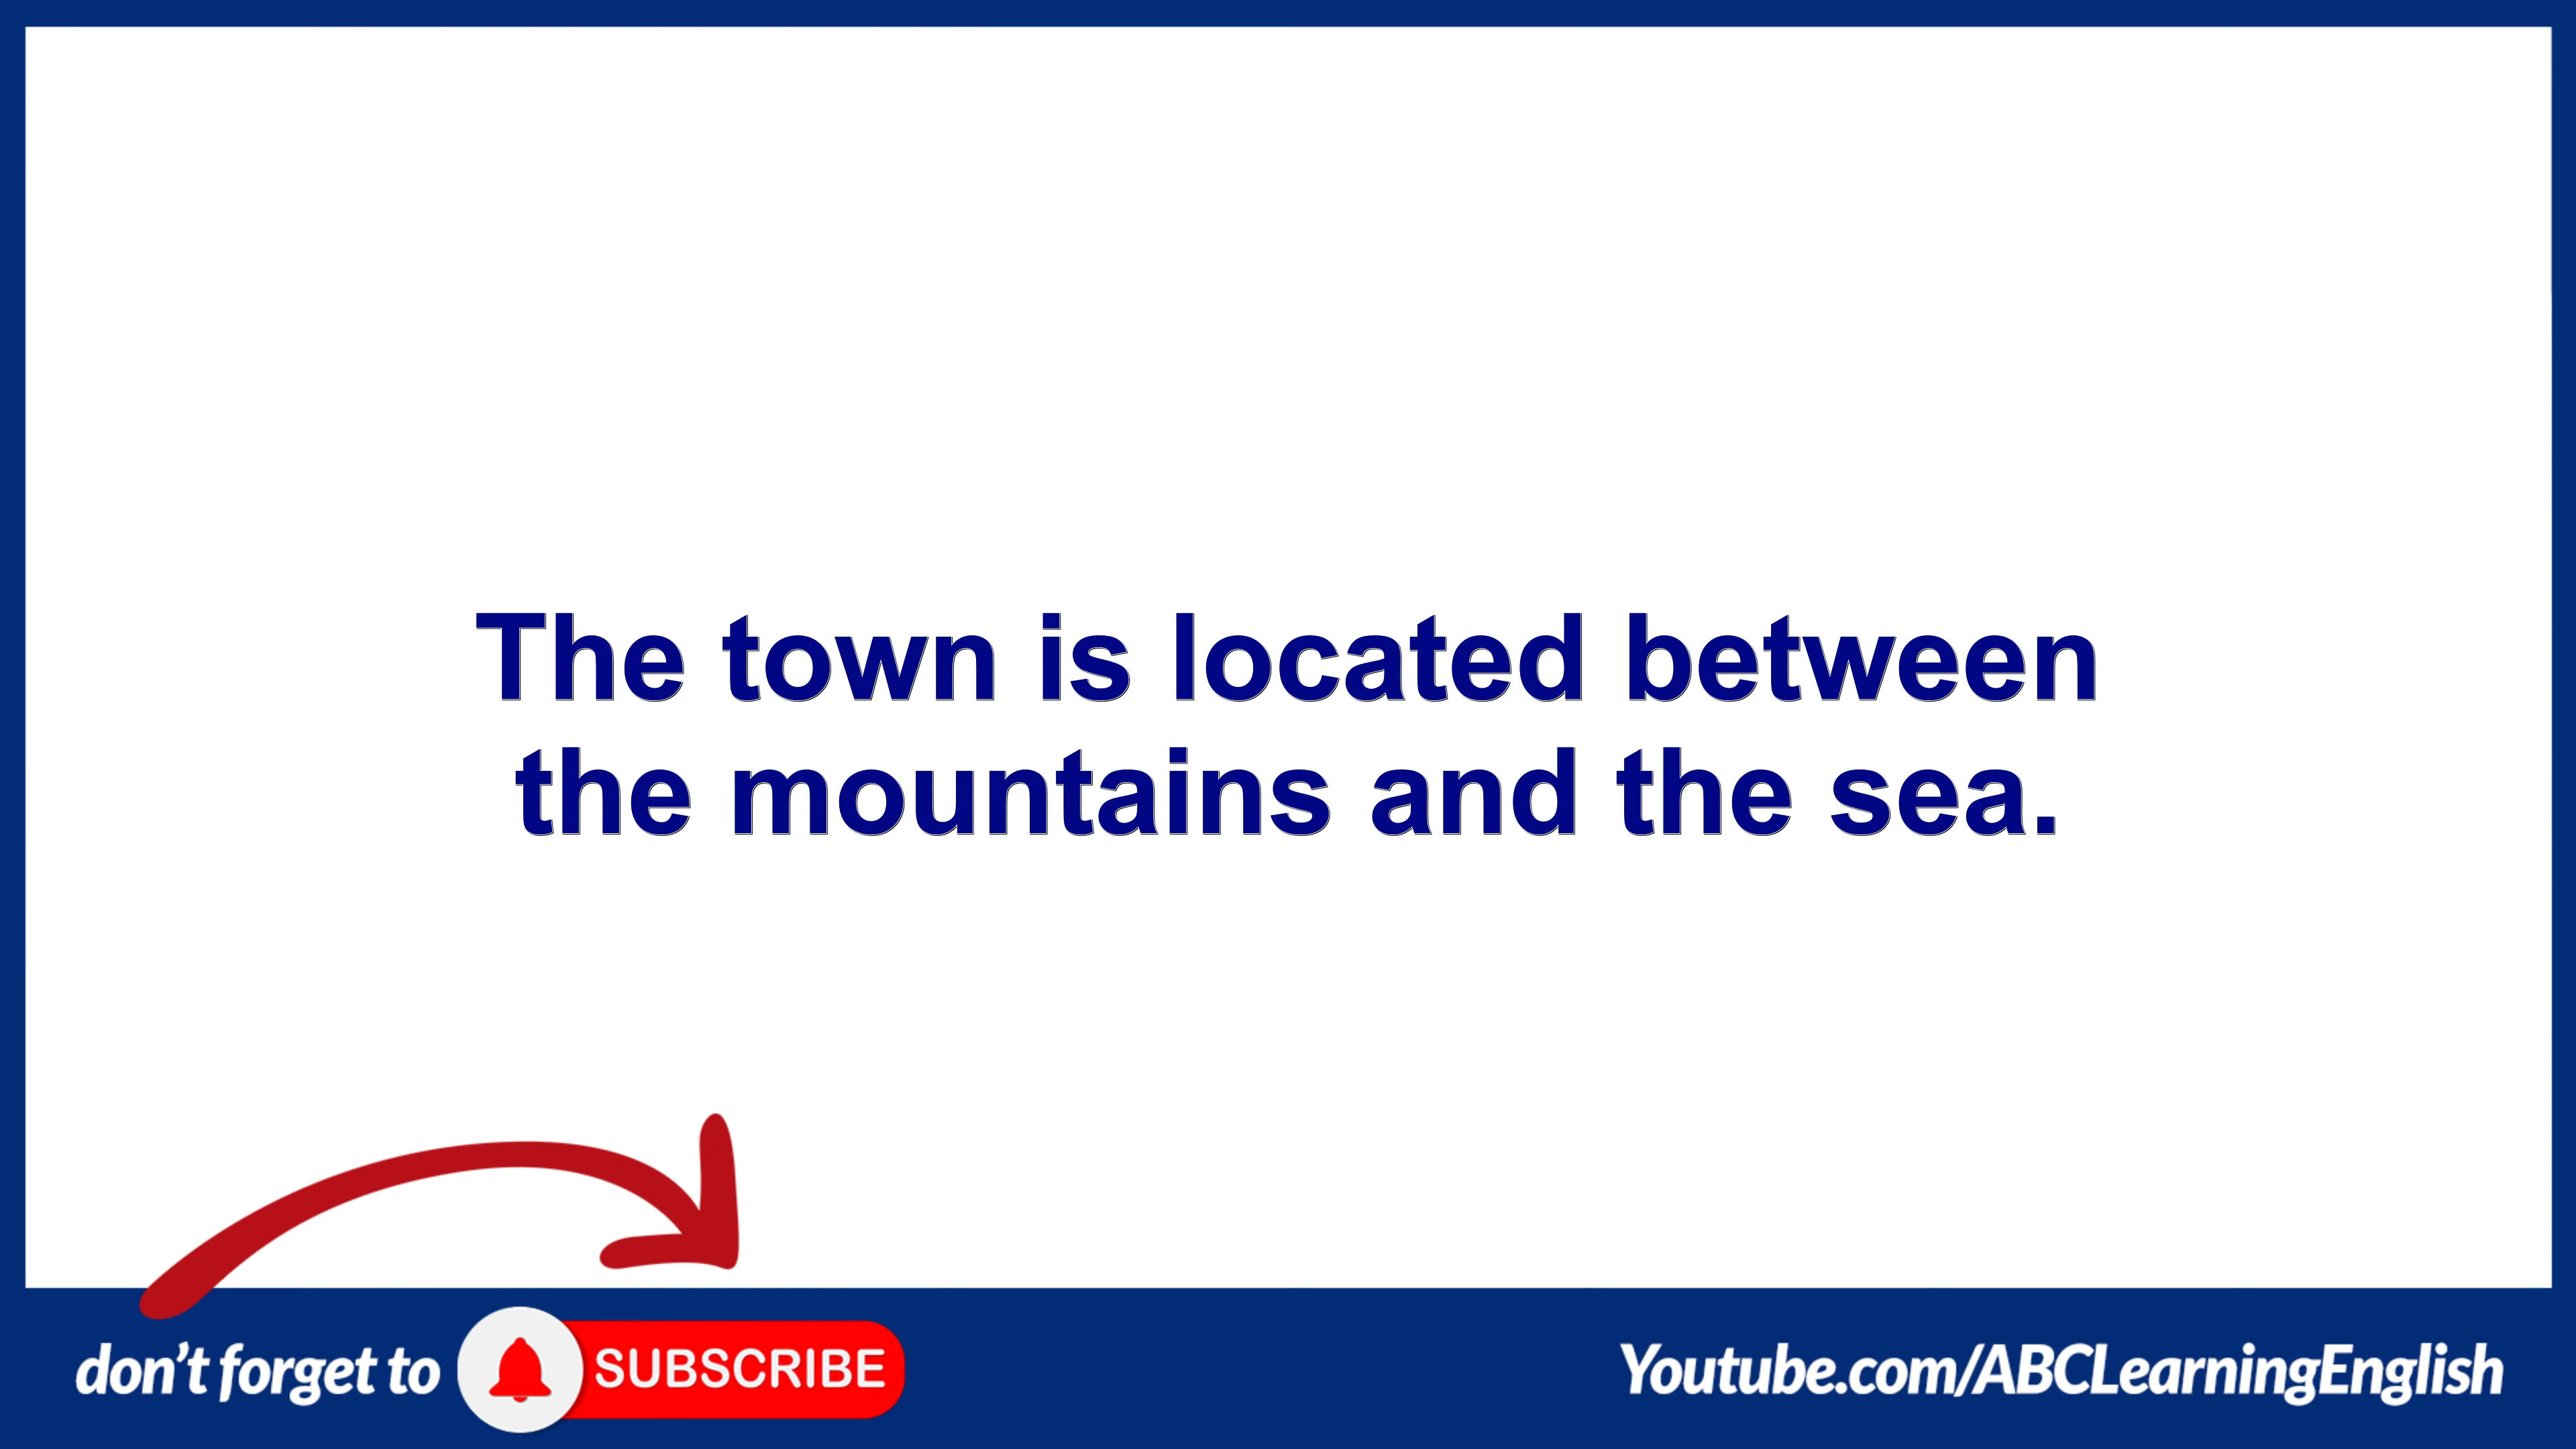 The town is located between
the mountains and the sea.
don't forget to SUBSCRIBE
Youtube.com/ABCLearningEnglish